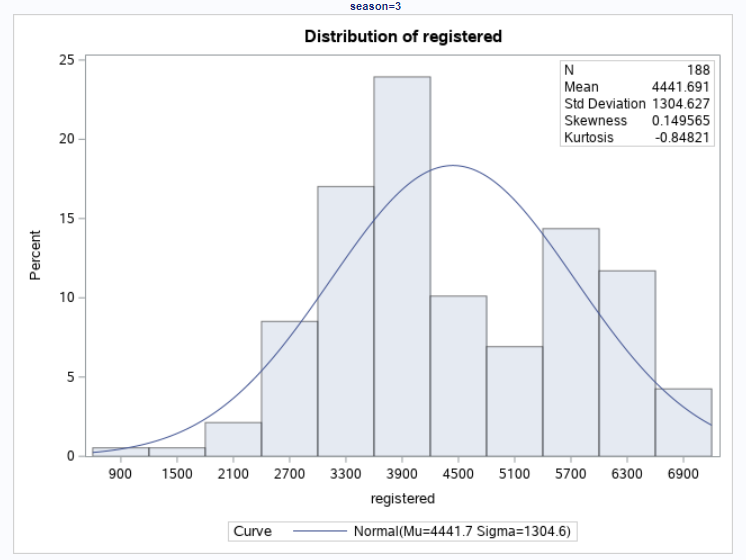 season=3
Distribution of registered
N 188
Mean 4441.691
Std Deviation 1304.627
Skewness 0.149565
Kurtosis -0.84821
25
20
15
10
5
0
Percent
900 1500 2100 2700 3300 3900 4500 5100 5700 6300 6900
registered
Curve Normal(Mu=4441.7 Sigma=1304.6)